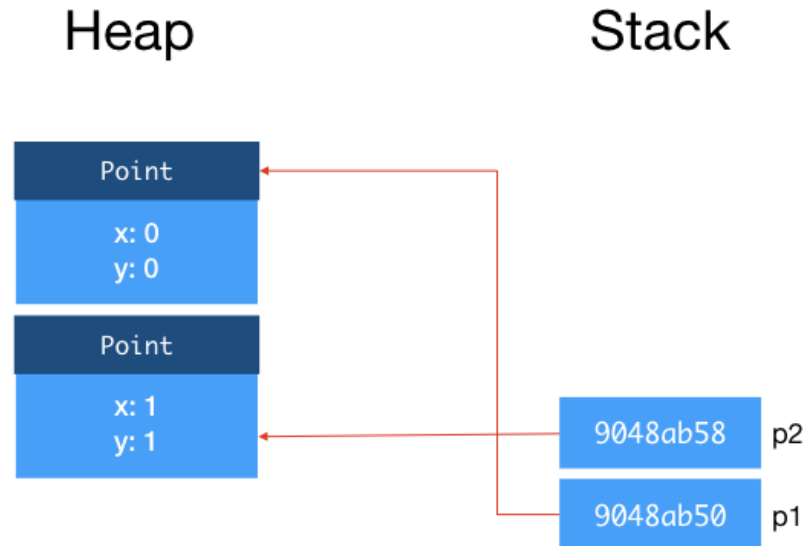 Heap
Stack
Point
x: 0
y: 0
Point
x: 1
y: 1
9048ab58 p2
9048ab50 p1